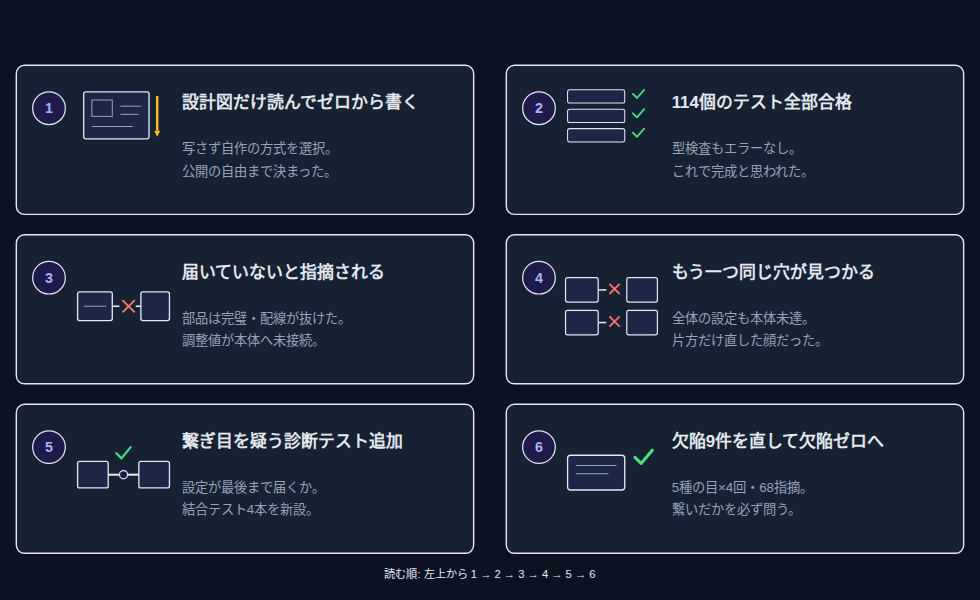 1
設計図だけ読んでゼロから書く
写さず自作の方式を選択。
公開の自由まで決まった。
2
114個のテスト全部合格
型検査もエラーなし。
これで完成と思われた。
3
届いていないと指摘される
部品は完璧・配線が抜けた。
調整値が本体へ未接続。
4
もう一つ同じ穴が見つかる
全体の設定も本体未達。
片方だけ直した顔だった。
5
繋ぎ目を疑う診断テスト追加
設定が最後まで届くか。
結合テスト4本を新設。
6
欠陥9件を直して欠陥ゼロへ
5種の目×4回・68指摘。
繋いだかを必ず問う。
読む順: 左上から 1 → 2 → 3 → 4 → 5 → 6